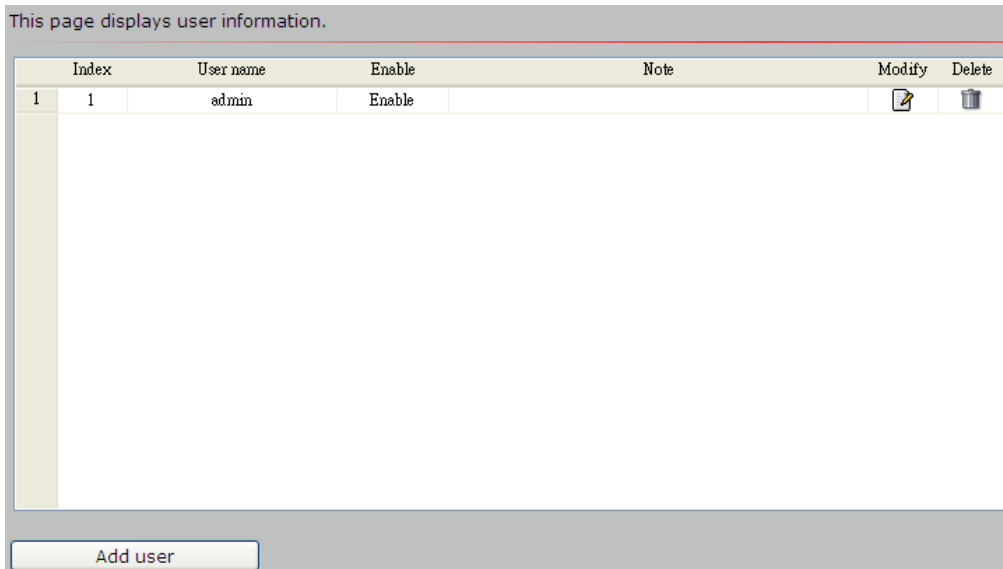 This page displays user information.
Index User name Enable Note Modify Delete
1 1 admin Enable
Add user